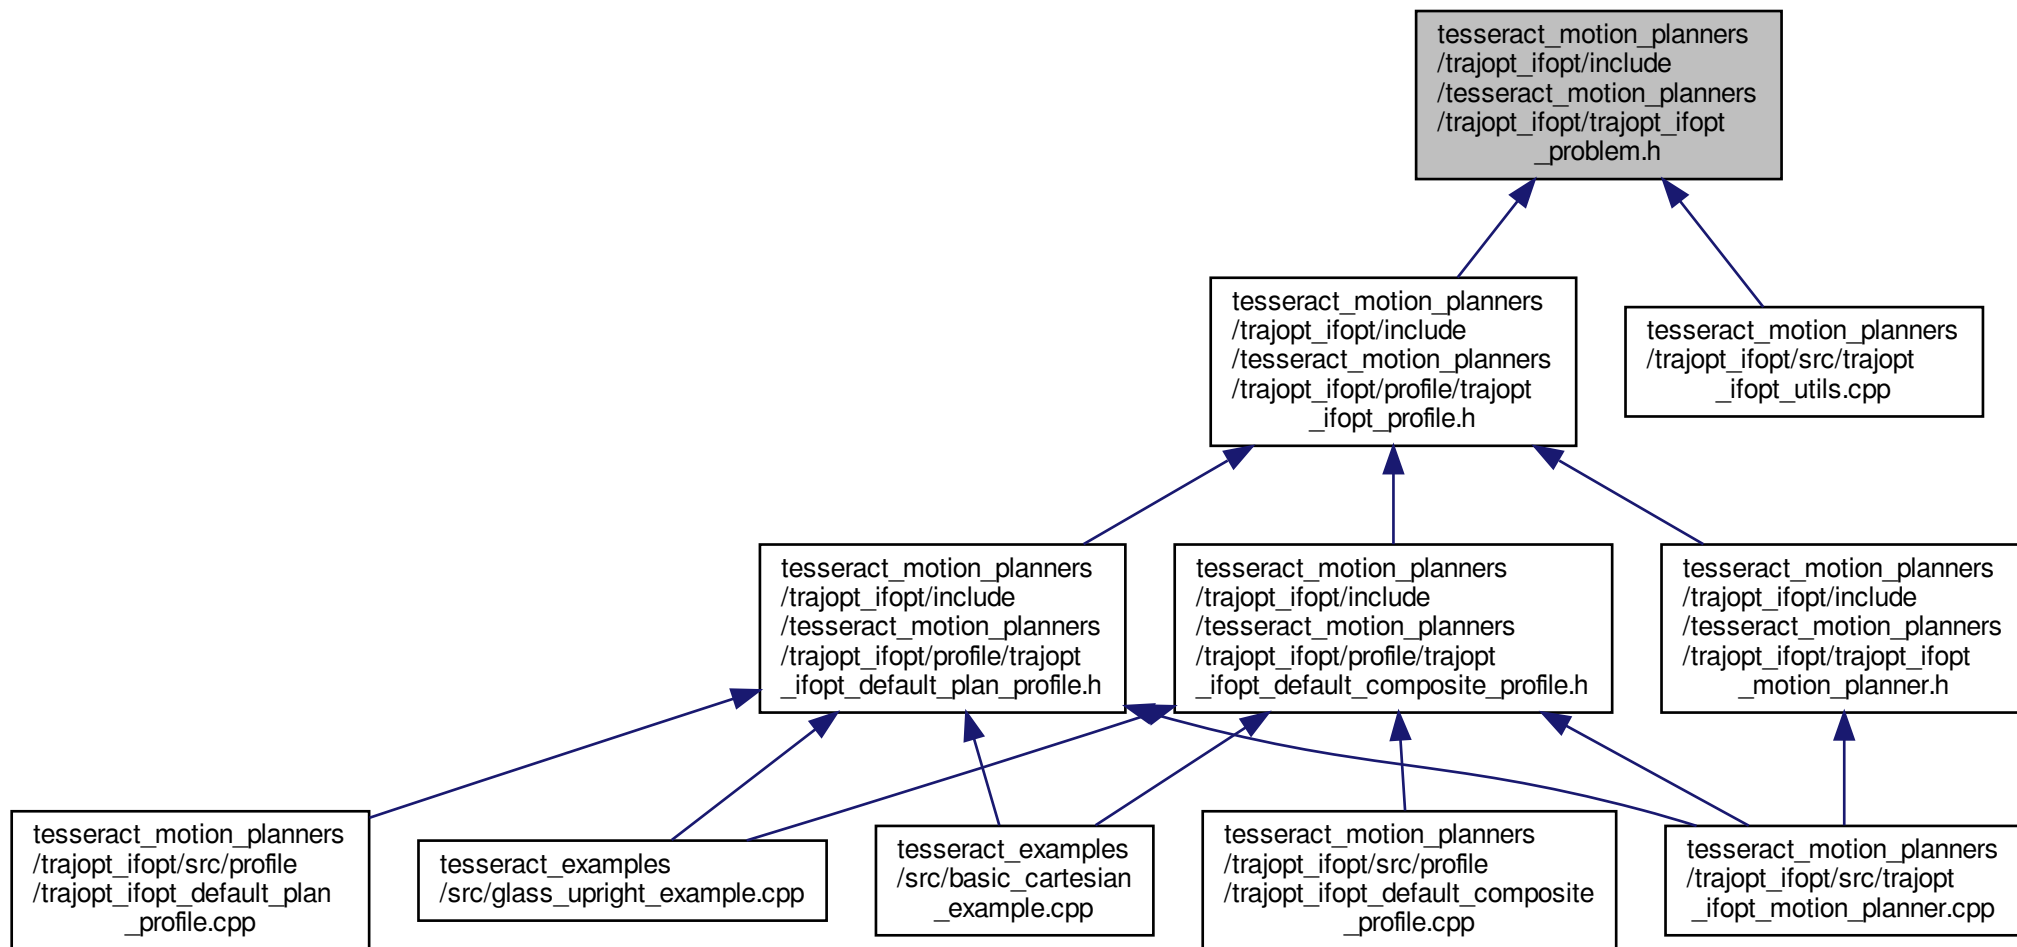 tesseract_motion_planners
/trajopt_ifopt/include
/tesseract_motion_planners
/trajopt_ifopt/trajopt_ifopt
_problem.h
tesseract_motion_planners
/trajopt_ifopt/include
/tesseract_motion_planners
/trajopt_ifopt/profile/trajopt
_ifopt_profile.h
tesseract_motion_planners
/trajopt_ifopt/src/trajopt
_ifopt_utils.cpp
tesseract_motion_planners
/trajopt_ifopt/include
/tesseract_motion_planners
/trajopt_ifopt/profile/trajopt
_ifopt_default_plan_profile.h
tesseract_motion_planners
/trajopt_ifopt/include
/tesseract_motion_planners
/trajopt_ifopt/profile/trajopt
_ifopt_default_composite_profile.h
tesseract_motion_planners
/trajopt_ifopt/include
/tesseract_motion_planners
/trajopt_ifopt/trajopt_ifopt
_motion_planner.h
tesseract_motion_planners
/trajopt_ifopt/src/profile
/trajopt_ifopt_default_plan
_profile.cpp
tesseract_examples
/src/glass_upright_example.cpp
tesseract_examples
/src/basic_cartesian
_example.cpp
tesseract_motion_planners
/trajopt_ifopt/src/profile
/trajopt_ifopt_default_composite
_profile.cpp
tesseract_motion_planners
/trajopt_ifopt/src/trajopt
_ifopt_motion_planner.cpp